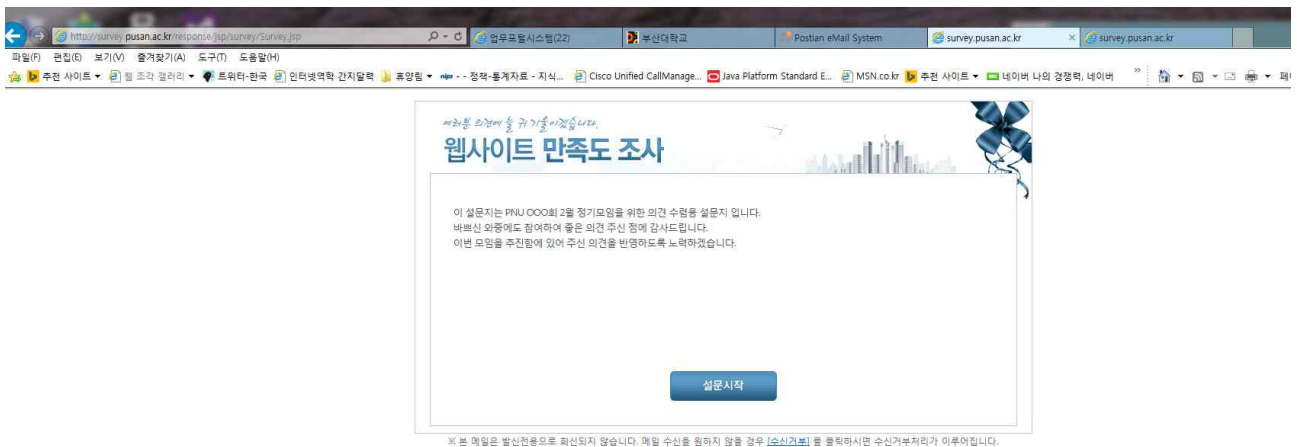 http://survey.pusan.ac.kr/response/jsp/survey/Survey.jsp
업무포털시스템(22)
부산대학교
Postian eMail System
survey.pusan.ac.kr
survey.pusan.ac.kr
파일(F) 편집(E) 보기(V) 즐겨찾기(A) 도구(T) 도움말(H)
추천 사이트 웹 조각 갤러리 트위터-한국 인터넷역학 간지달력 휴양림 nipa - - 정책-통계자료 - 지식... Cisco Unified CallManage... Java Platform Standard E... MSN.co.kr 추천 사이트 네이버 나의 경쟁력, 네이버
여러분 의견에 늘 귀 기울이겠습니다.
웹사이트 만족도 조사
이 설문지는 PNU OOO회 2월 정기모임을 위한 의견 수렴용 설문지 입니다.
바쁘신 와중에도 참여하여 좋은 의견 주신 점에 감사드립니다.
이번 모임을 추진함에 있어 주신 의견을 반영하도록 노력하겠습니다.
설문시작
※ 본 메일은 발신전용으로 회신되지 않습니다. 메일 수신을 원하지 않을 경우 [수신거부] 를 클릭하시면 수신거부처리가 이루어집니다.